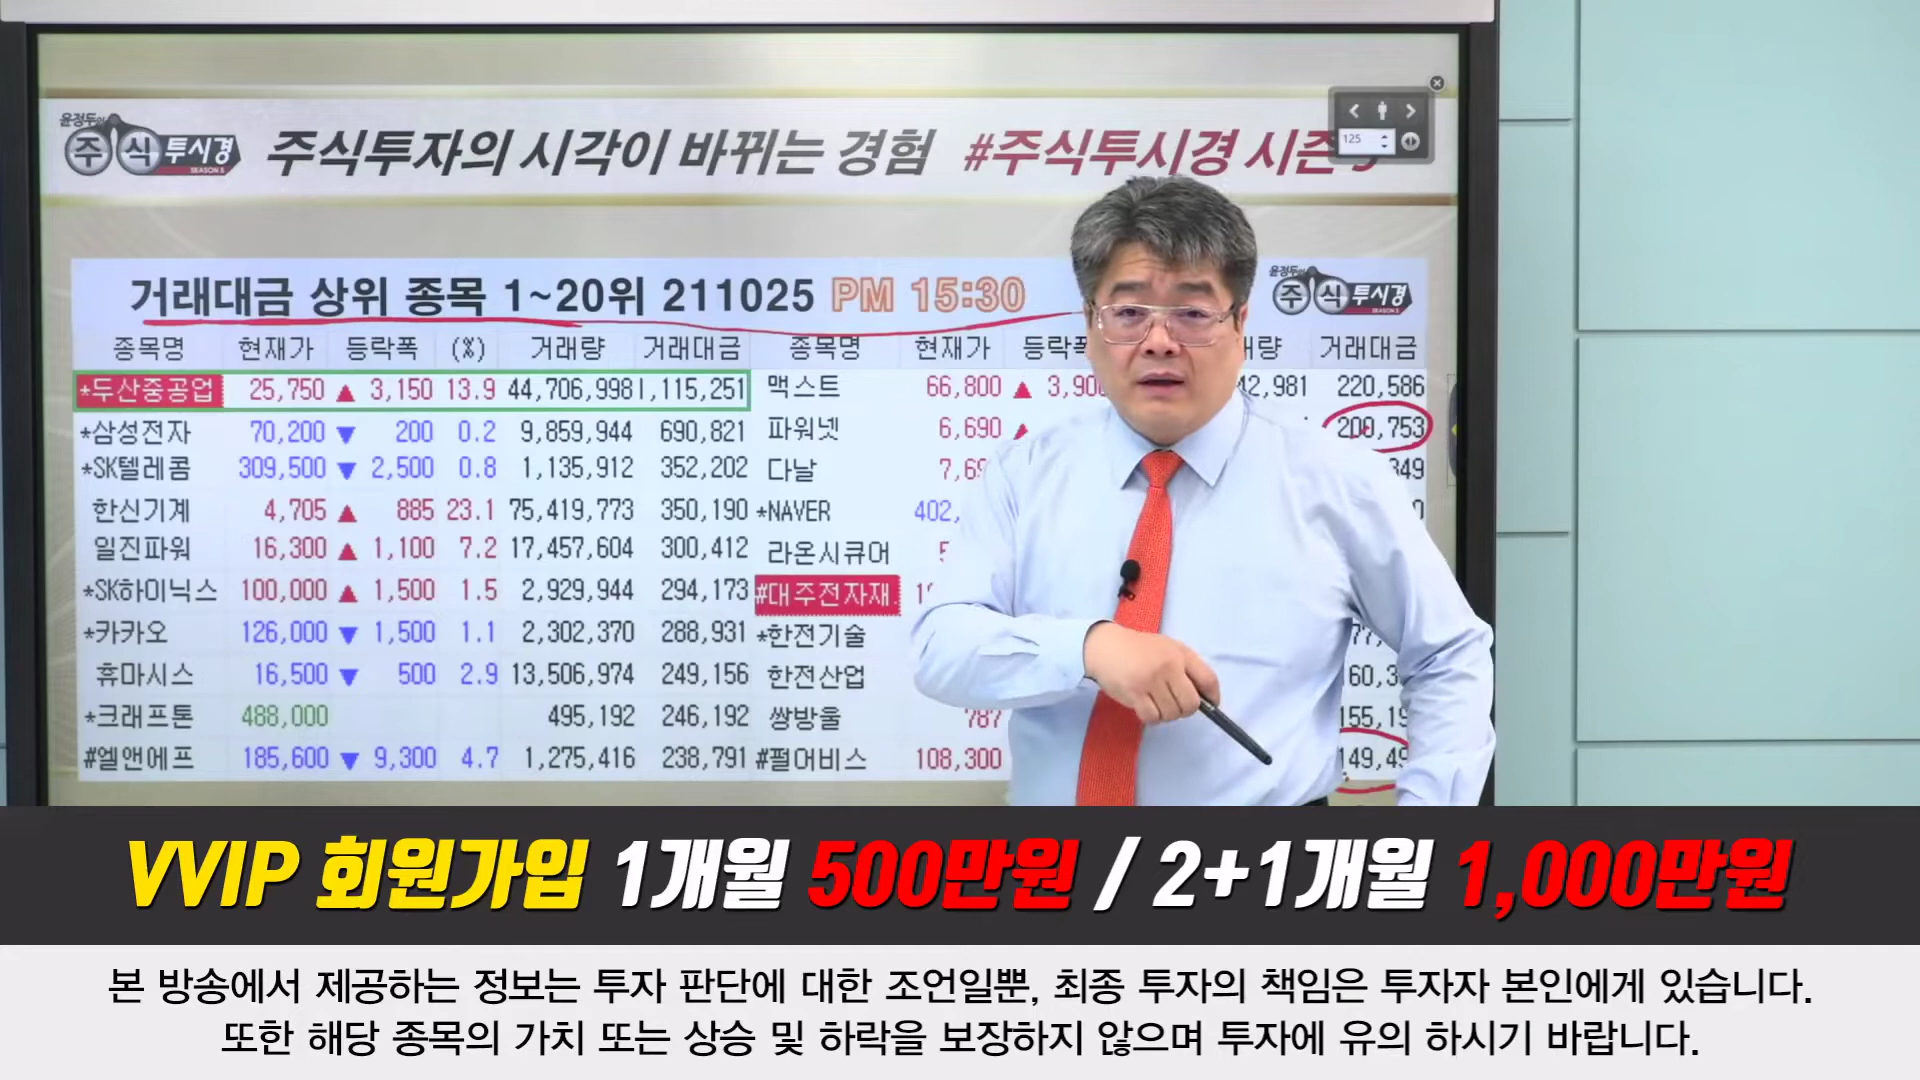 윤정두의
주식투시경
SEASON 5
주식투자의 시각이 바뀌는 경험 #주식투시경 시즌
125
거래대금 상위 종목 1~20위 211025 PM 15:30
윤정두의
주식투시경
종목명 현재가 등락폭 (%) 거래량 거래대금 종목명 현재가 등락폭 거래대금
*두산중공업 25,750 ▲ 3,150 13.9 44,706,998 1,115,251 맥스트 66,800 ▲ 220,586
*삼성전자 70,200 ▼ 200 0.2 9,859,944 690,821 파워넷 6,690 ▲ 200,753
*SK텔레콤 309,500 ▼ 2,500 0.8 1,135,912 352,202 다날
한신기계 4,705 ▲ 885 23.1 75,419,773 350,190 *NAVER
일진파워 16,300 ▲ 1,100 7.2 17,457,604 300,412 라온시큐어
*SK하이닉스 100,000 ▲ 1,500 1.5 2,929,944 294,173 #대주전자재.
*카카오 126,000 ▼ 1,500 1.1 2,302,370 288,931 *한전기술
휴마시스 16,500 ▼ 500 2.9 13,506,974 249,156 한전산업
*크래프톤 488,000 495,192 246,192 쌍방울 787
#엘앤에프 185,600 ▼ 9,300 4.7 1,275,416 238,791 #펄어비스 108,300
VVIP 회원가입 1개월 500만원 / 2+1개월 1,000만원
본 방송에서 제공하는 정보는 투자 판단에 대한 조언일뿐, 최종 투자의 책임은 투자자 본인에게 있습니다.
또한 해당 종목의 가치 또는 상승 및 하락을 보장하지 않으며 투자에 유의 하시기 바랍니다.